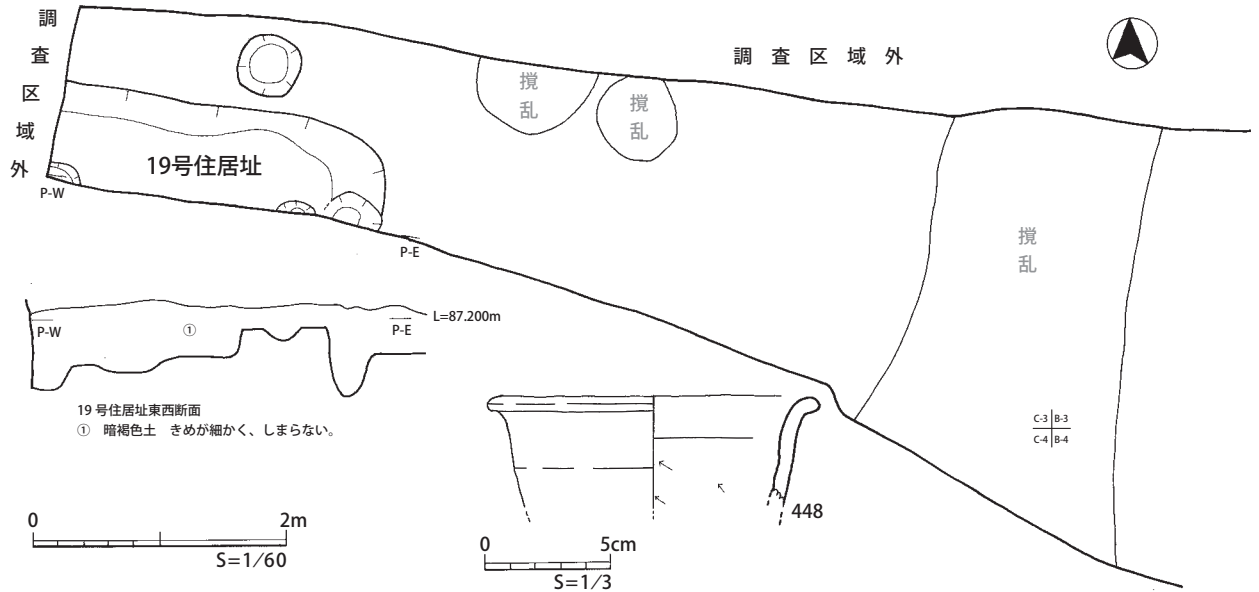 調査区域外
調査区域外
撹乱
撹乱
19号住居址
P-W
P-E
撹乱
L=87.200m
P-W
①
P-E
19 号住居址東西断面
① 暗褐色土 きめが細かく、しまらない。
C-3 B-3
C-4 B-4
448
0 2m
S=1/60
0 5cm
S=1/3